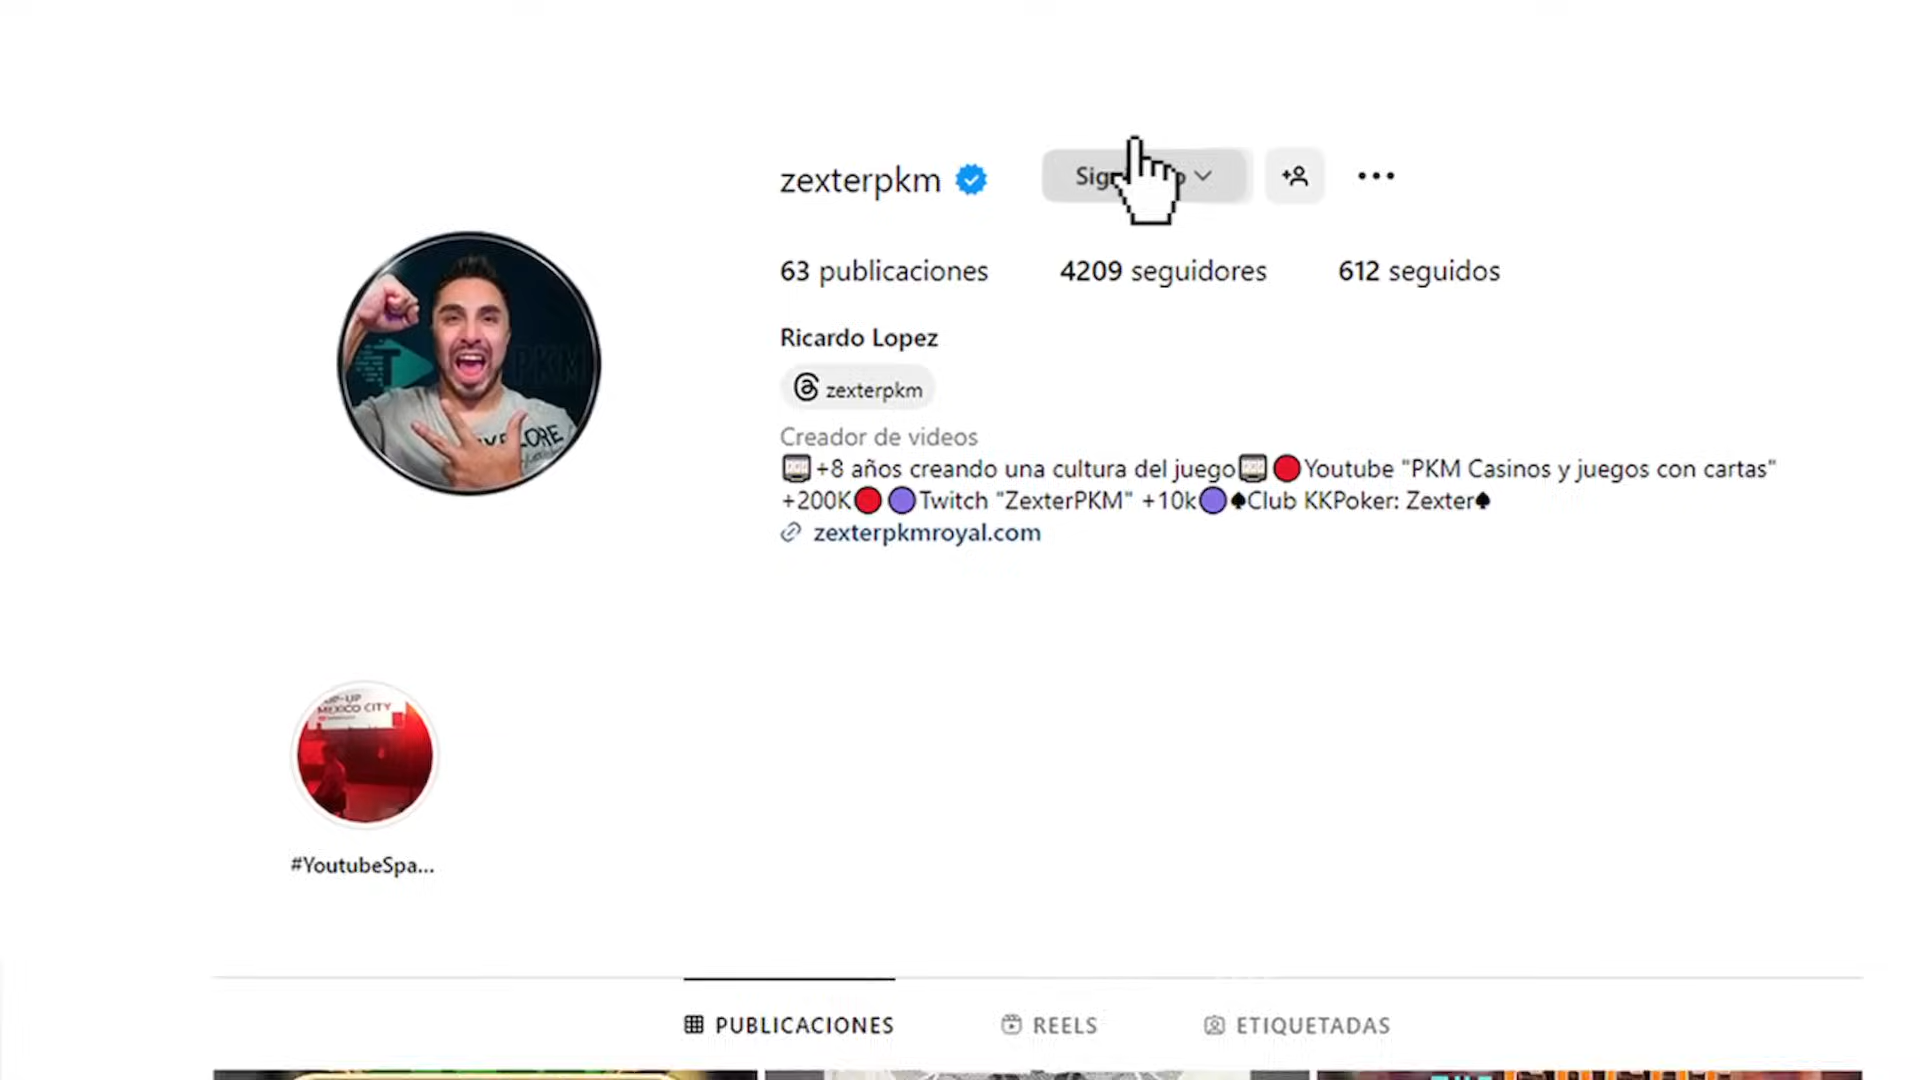 zexterpkm
63 publicaciones
4209 seguidores
612 seguidos
Ricardo Lopez
zexterpkm
Creador de videos
+8 años creando una cultura del juego Youtube "PKM Casinos y juegos con cartas"
+200K Twitch "ZexterPKM" +10k ♠Club KKPoker: Zexter♠
zexterpkmroyal.com
PKM
MEXICO CITY
#YoutubeSpa...
PUBLICACIONES
REELS
ETIQUETADAS